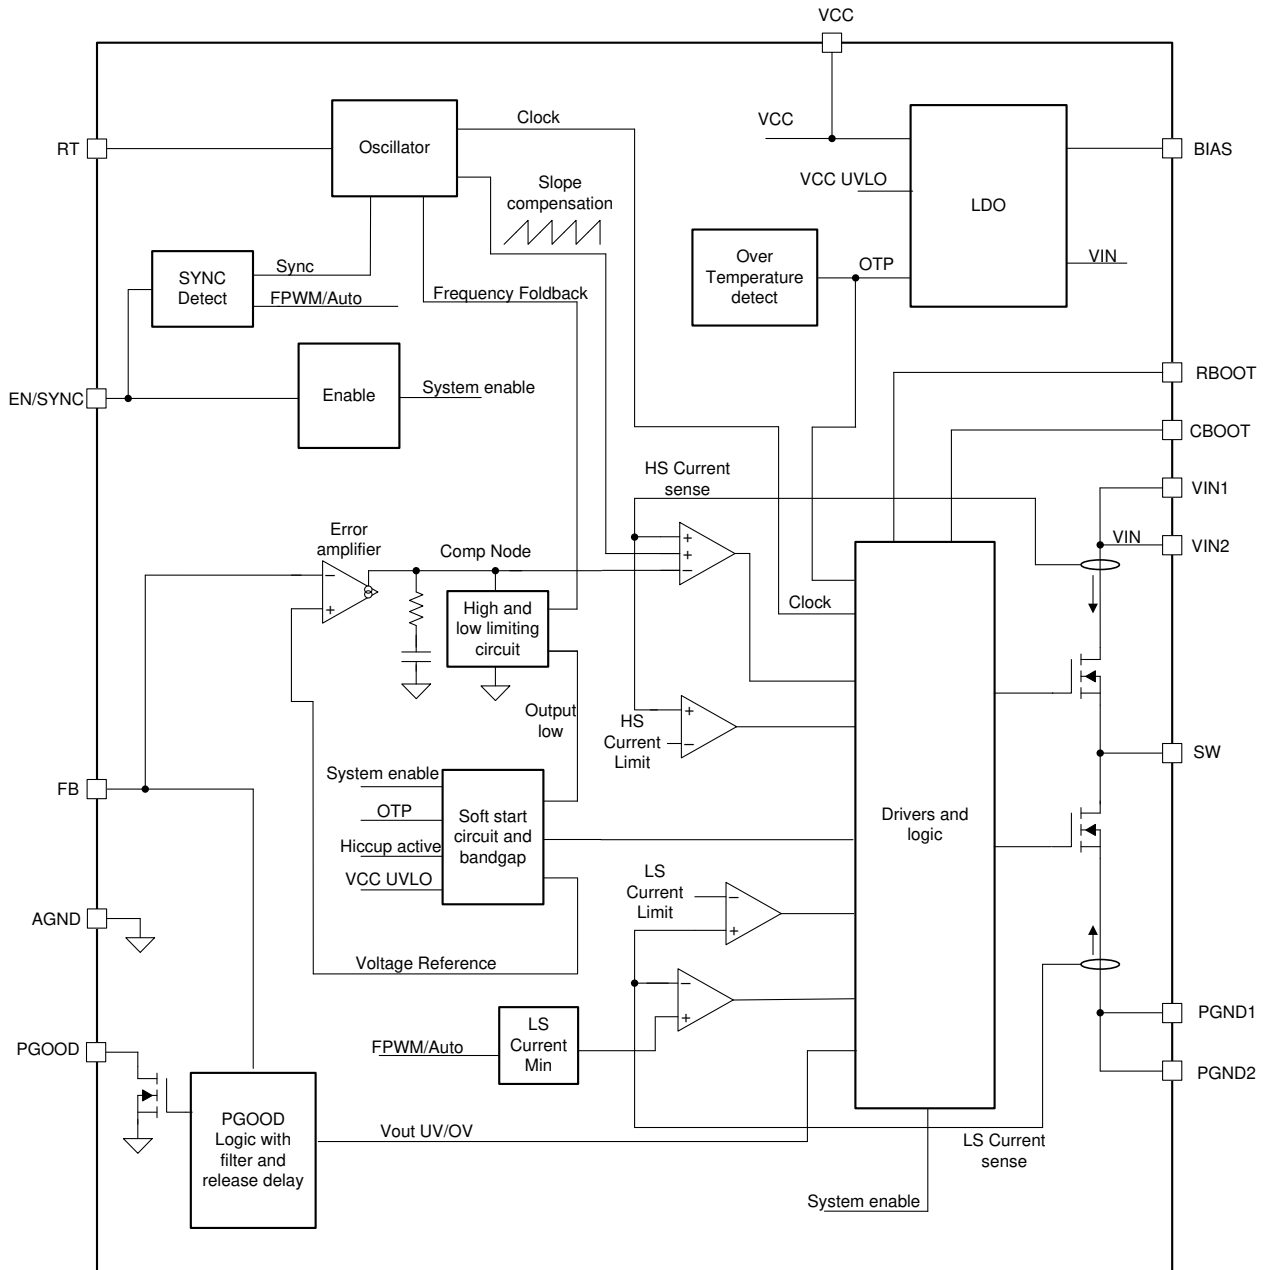 VCC
RT
Oscillator
Clock
VCC
BIAS
VCC UVLO
LDO
Slope
compensation
SYNC
Detect
Sync
FPWM/Auto
Over
Temperature
detect
OTP
VIN
Frequency Foldback
EN/SYNC
Enable
System enable
RBOOT
CBOOT
HS Current
sense
VIN1
VIN
VIN2
Error
amplifier
Comp Node
−
+
+
+
−
High and
low limiting
circuit
Clock
Output
low
HS
Current
Limit
+
−
SW
FB
System enable
OTP
Hiccup active
VCC UVLO
Soft start
circuit and
bandgap
Drivers and
logic
LS
Current
Limit
−
+
AGND
Voltage Reference
−
+
LS
Current
Min
FPWM/Auto
PGND1
PGOOD
PGND2
PGOOD
Logic with
filter and
release delay
Vout UV/OV
LS Current
sense
System enable